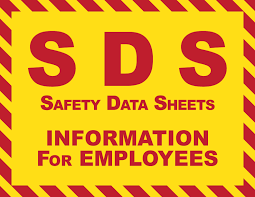 S D S
SAFETY DATA SHEETS
INFORMATION
FOR EMPLOYEES